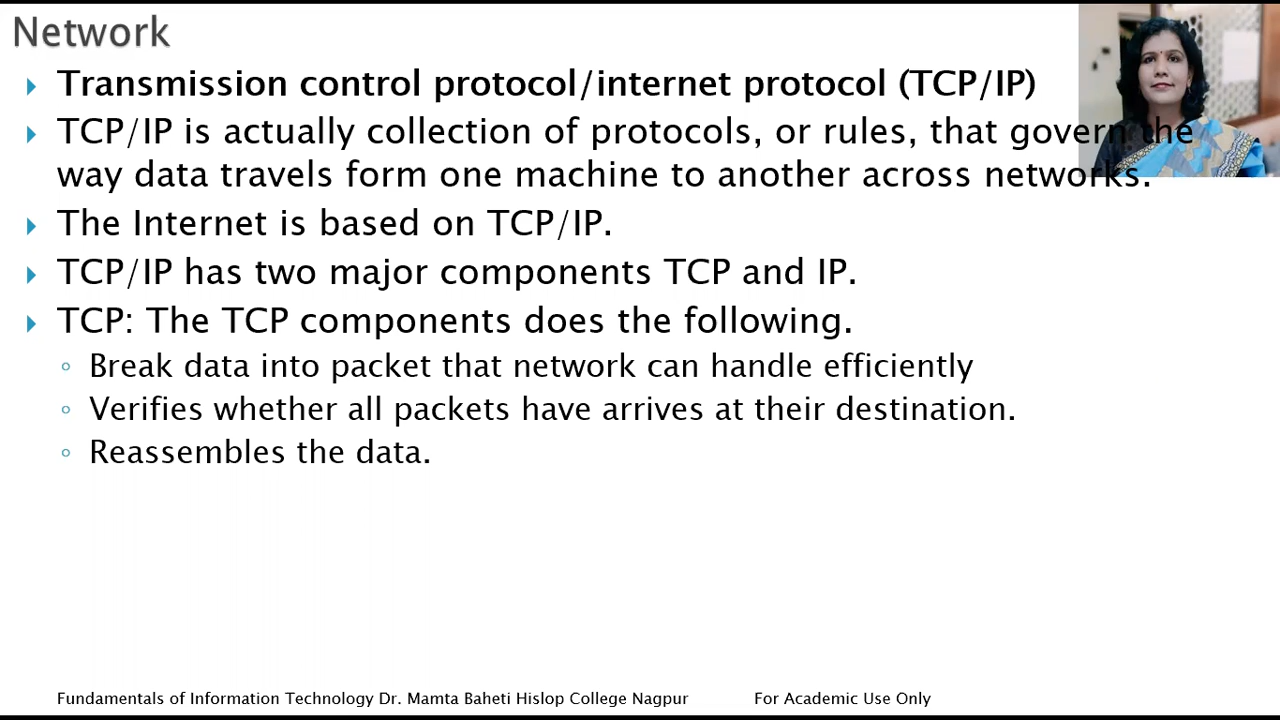 Network
Transmission control protocol/internet protocol (TCP/IP)
TCP/IP is actually collection of protocols, or rules, that govern the
way data travels form one machine to another across networks.
The Internet is based on TCP/IP.
TCP/IP has two major components TCP and IP.
TCP: The TCP components does the following.
Break data into packet that network can handle efficiently
Verifies whether all packets have arrives at their destination.
Reassembles the data.
Fundamentals of Information Technology Dr. Mamta Baheti Hislop College Nagpur For Academic Use Only